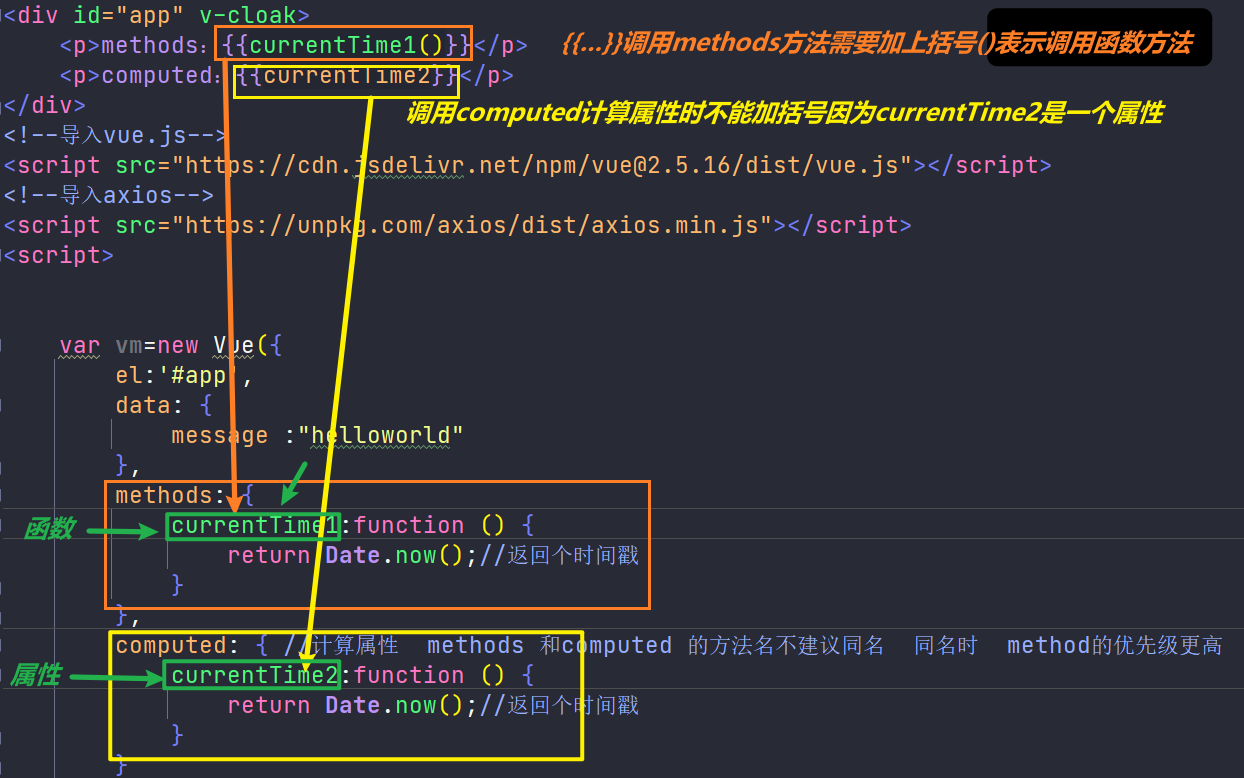 <div id="app" v-cloak>
<p>methods：{{currentTime1()}}</p> {{...}}调用methods方法需要加上括号()表示调用函数方法
<p>computed：{{currentTime2}}</p>
</div> 调用computed计算属性时不能加括号因为currentTime2是一个属性
<!--导入vue.js-->
<script src="https://cdn.jsdelivr.net/npm/vue@2.5.16/dist/vue.js"></script>
<!--导入axios-->
<script src="https://unpkg.com/axios/dist/axios.min.js"></script>
<script>
var vm=new Vue({
el:'#app',
data: {
message :"helloworld"
},
methods: {
函数 currentTime1:function () {
return Date.now();//返回个时间戳
}
},
computed: { //计算属性 methods 和computed 的方法名不建议同名 同名时 method的优先级更高
属性 currentTime2:function () {
return Date.now();//返回个时间戳
}
}